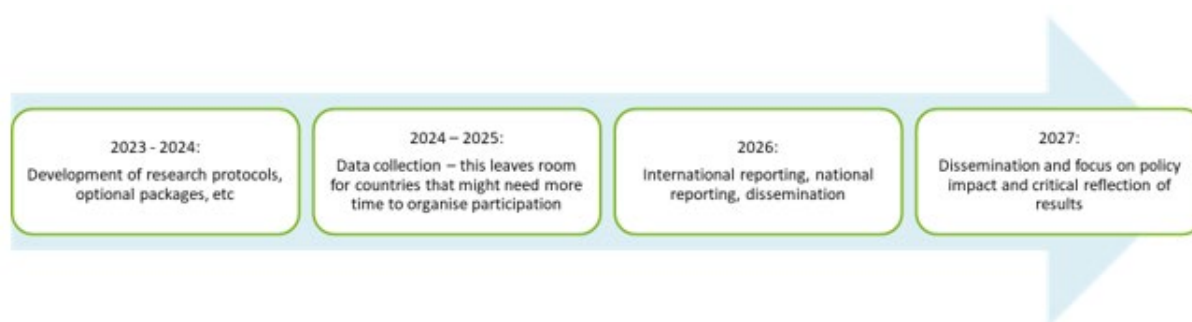 2023 - 2024:
Development of research protocols,
optional packages, etc
2024 – 2025:
Data collection – this leaves room
for countries that might need more
time to organise participation
2026:
International reporting, national
reporting, dissemination
2027:
Dissemination and focus on policy
impact and critical reflection of
results